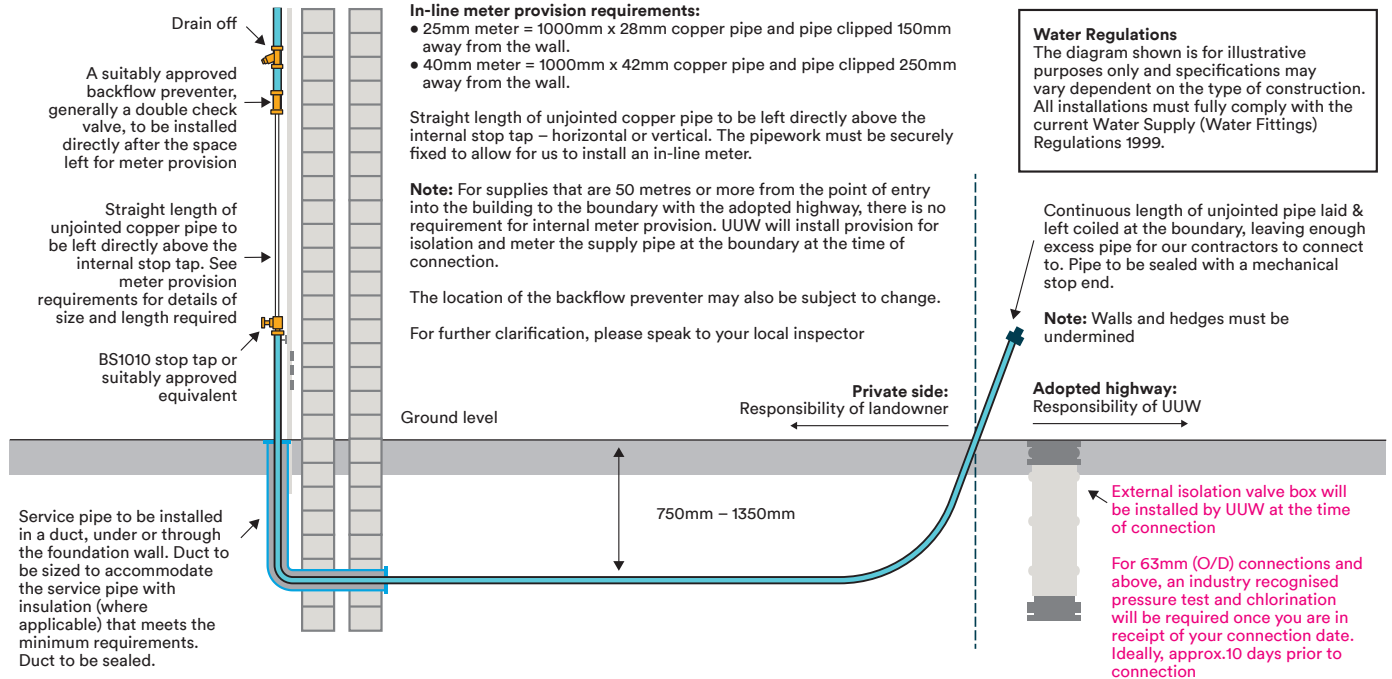 Drain off
A suitably approved
backflow preventer,
generally a double check
valve, to be installed
directly after the space
left for meter provision
Straight length of
unjointed copper pipe to
be left directly above the
internal stop tap. See
meter provision
requirements for details of
size and length required
BS1010 stop tap or
suitably approved
equivalent
In-line meter provision requirements:
• 25mm meter = 1000mm x 28mm copper pipe and pipe clipped 150mm
away from the wall.
• 40mm meter = 1000mm x 42mm copper pipe and pipe clipped 250mm
away from the wall.
Straight length of unjointed copper pipe to be left directly above the
internal stop tap – horizontal or vertical. The pipework must be securely
fixed to allow for us to install an in-line meter.
Note: For supplies that are 50 metres or more from the point of entry
into the building to the boundary with the adopted highway, there is no
requirement for internal meter provision. UUW will install provision for
isolation and meter the supply pipe at the boundary at the time of
connection.
The location of the backflow preventer may also be subject to change.
For further clarification, please speak to your local inspector
Water Regulations
The diagram shown is for illustrative
purposes only and specifications may
vary dependent on the type of construction.
All installations must fully comply with the
current Water Supply (Water Fittings)
Regulations 1999.
Continuous length of unjointed pipe laid &
left coiled at the boundary, leaving enough
excess pipe for our contractors to connect
to. Pipe to be sealed with a mechanical
stop end.
Note: Walls and hedges must be
undermined
Private side:
Responsibility of landowner
Adopted highway:
Responsibility of UUW
Ground level
750mm – 1350mm
Service pipe to be installed
in a duct, under or through
the foundation wall. Duct to
be sized to accommodate
the service pipe with
insulation (where
applicable) that meets the
minimum requirements.
Duct to be sealed.
External isolation valve box will
be installed by UUW at the time
of connection
For 63mm (O/D) connections and
above, an industry recognised
pressure test and chlorination
will be required once you are in
receipt of your connection date.
Ideally, approx.10 days prior to
connection